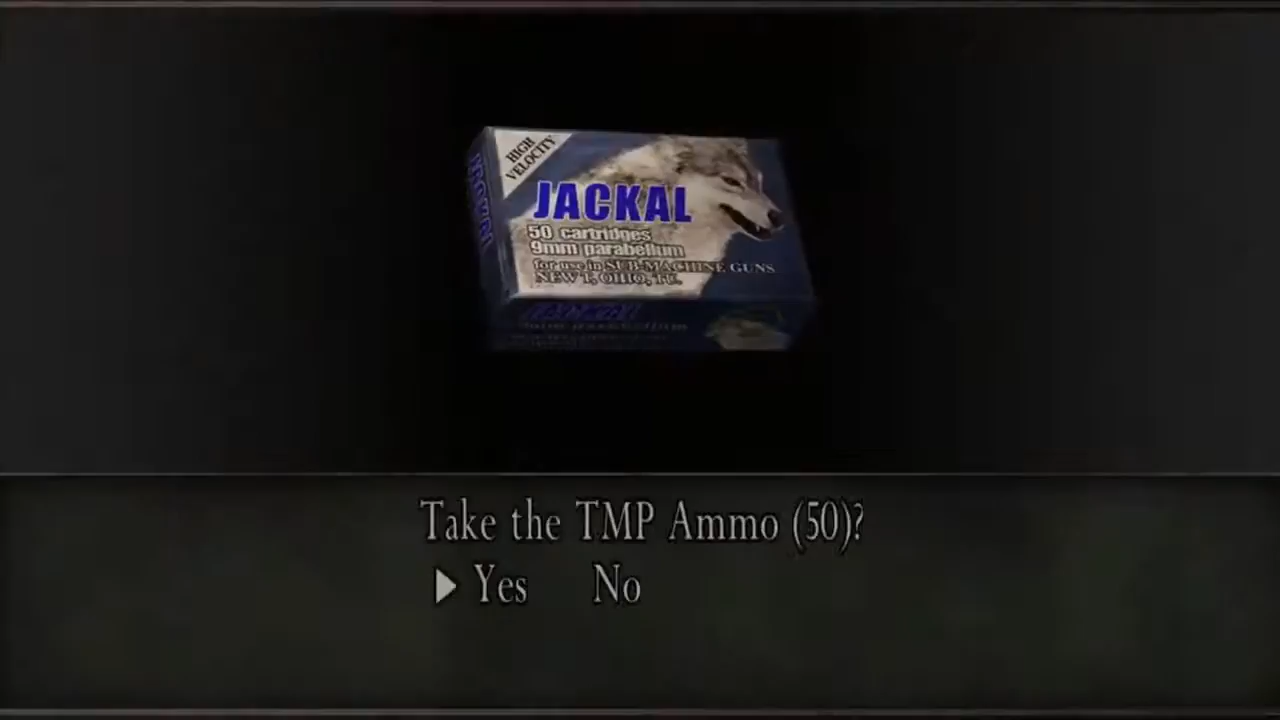 HIGH
VELOCITY
JACKAL
JACKAL
50 cartridges
9mm parabellum
for use in SUB-MACHINE GUNS
Take the TMP Ammo (50)?
Yes No